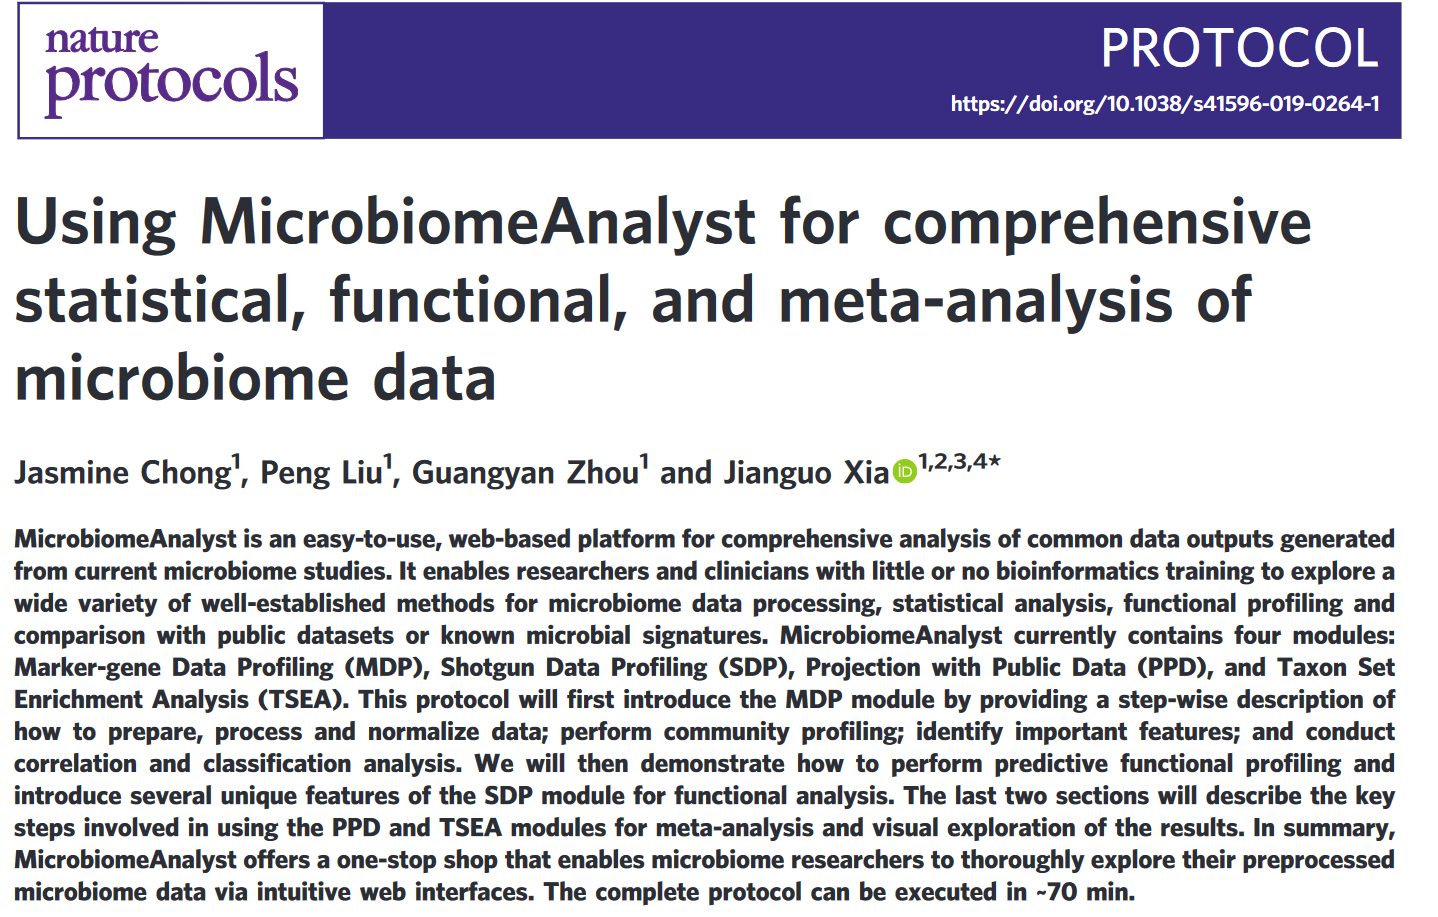 nature
protocols
PROTOCOL
https://doi.org/10.1038/s41596-019-0264-1
Using MicrobiomeAnalyst for comprehensive
statistical, functional, and meta-analysis of
microbiome data
Jasmine Chong1, Peng Liu1, Guangyan Zhou1 and Jianguo Xia iD 1,2,3,4★
MicrobiomeAnalyst is an easy-to-use, web-based platform for comprehensive analysis of common data outputs generated
from current microbiome studies. It enables researchers and clinicians with little or no bioinformatics training to explore a
wide variety of well-established methods for microbiome data processing, statistical analysis, functional profiling and
comparison with public datasets or known microbial signatures. MicrobiomeAnalyst currently contains four modules:
Marker-gene Data Profiling (MDP), Shotgun Data Profiling (SDP), Projection with Public Data (PPD), and Taxon Set
Enrichment Analysis (TSEA). This protocol will first introduce the MDP module by providing a step-wise description of
how to prepare, process and normalize data; perform community profiling; identify important features; and conduct
correlation and classification analysis. We will then demonstrate how to perform predictive functional profiling and
introduce several unique features of the SDP module for functional analysis. The last two sections will describe the key
steps involved in using the PPD and TSEA modules for meta-analysis and visual exploration of the results. In summary,
MicrobiomeAnalyst offers a one-stop shop that enables microbiome researchers to thoroughly explore their preprocessed
microbiome data via intuitive web interfaces. The complete protocol can be executed in ~70 min.